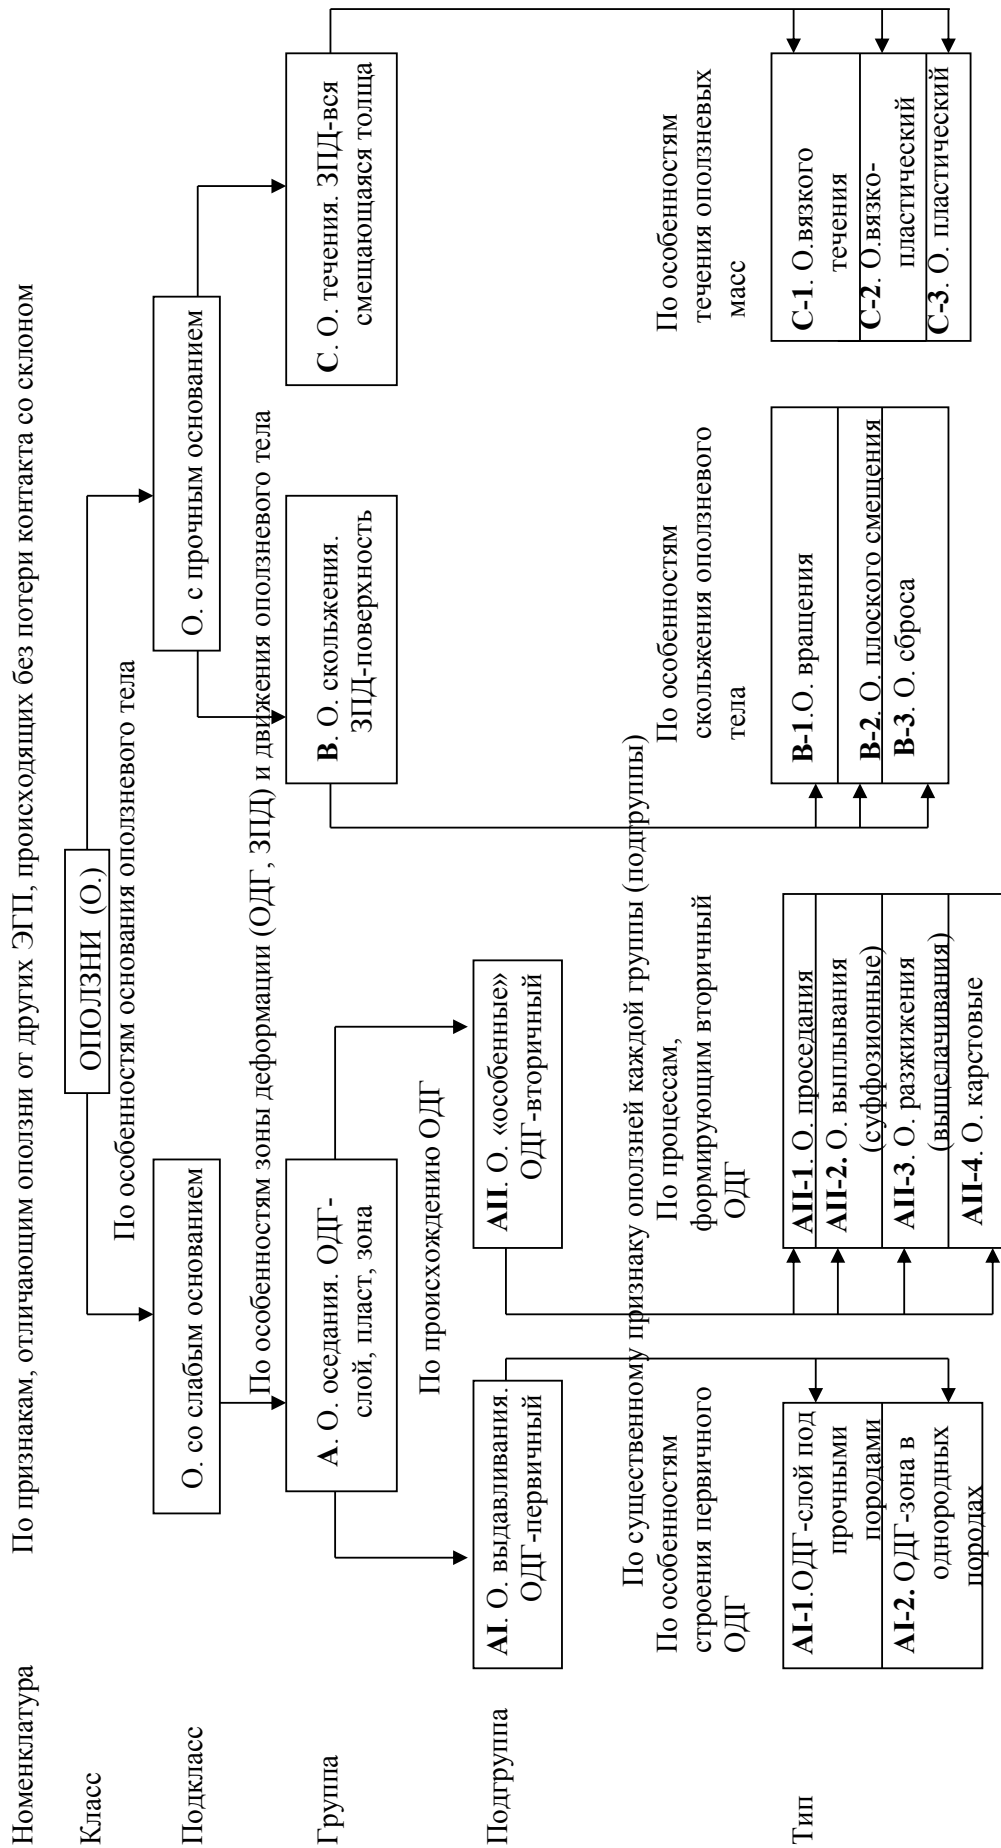 Номенклатура
По признакам, отличающим оползни от других ЭГП, происходящих без потери контакта со склоном
Класс
ОПОЛЗНИ (О.)
По особенностям основания оползневого тела
Подкласс
О. со слабым основанием
О. с прочным основанием
По особенностям зоны деформации (ОДГ, ЗПД) и движения оползневого тела
Группа
А. О. оседания. ОДГ-
слой, пласт, зона
В. О. скольжения.
ЗПД-поверхность
С. О. течения. ЗПД-вся
смещающаяся толща
По происхождению ОДГ
Подгруппа
АI. О. выдавливания.
ОДГ-первичный
АII. О. «особенные»
ОДГ-вторичный
По существенному признаку оползней каждой группы (подгруппы)
По особенностям
строения первичного
ОДГ
По процессам,
формирующим вторичный
ОДГ
По особенностям
скольжения оползневого
тела
По особенностям
течения оползневых
масс
Тип
АI-1.ОДГ-слой под
прочными
породами
АI-2. ОДГ-зона в
однородных
породах
АII-1. О. проседания
АII-2. О. выплывания
(суффозионные)
АII-3. О. разжижения
(выщелачивания)
АII-4. О. карстовые
В-1.О. вращения
В-2. О. плоского смещения
В-3. О. сброса
С-1. О.вязкого
течения
С-2. О.вязко-
пластический
С-3. О. пластический